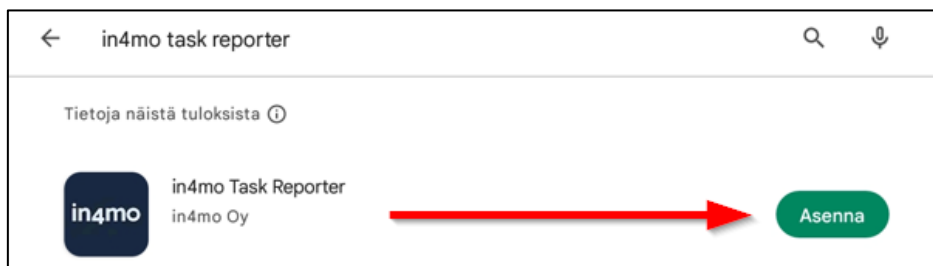 in4mo task reporter
Tietoja näistä tuloksista
in4mo
in4mo Task Reporter
in4mo Oy
Asenna